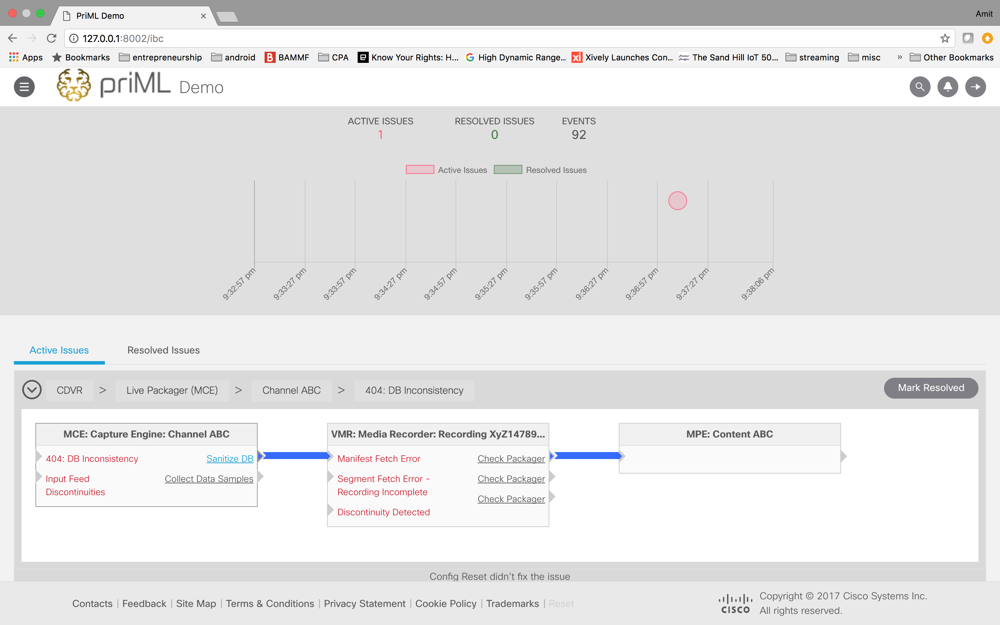 PriML Demo
Amit
127.0.0.1:8002/ibc
Apps Bookmarks entrepreneurship android BAMMF CPA Know Your Rights: H... High Dynamic Range... Xively Launches Con... The Sand Hill IoT 50... streaming misc » Other Bookmarks
priML Demo
ACTIVE ISSUES RESOLVED ISSUES EVENTS
1 0 92
Active Issues Resolved Issues
9:32:57 pm 9:33:27 pm 9:33:57 pm 9:34:27 pm 9:34:57 pm 9:35:27 pm 9:35:57 pm 9:36:27 pm 9:36:57 pm 9:37:27 pm 9:38:06 pm
Active Issues Resolved Issues
CDVR > Live Packager (MCE) > Channel ABC > 404: DB Inconsistency Mark Resolved
MCE: Capture Engine: Channel ABC
404: DB Inconsistency Sanitize DB
Input Feed Collect Data Samples
Discontinuities
VMR: Media Recorder: Recording XyZ14789...
Manifest Fetch Error Check Packager
Segment Fetch Error - Check Packager
Recording Incomplete
Check Packager
Discontinuity Detected
MPE: Content ABC
Config Reset didn't fix the issue
Contacts | Feedback | Site Map | Terms & Conditions | Privacy Statement | Cookie Policy | Trademarks | Reset
CISCO
Copyright © 2017 Cisco Systems Inc.
All rights reserved.